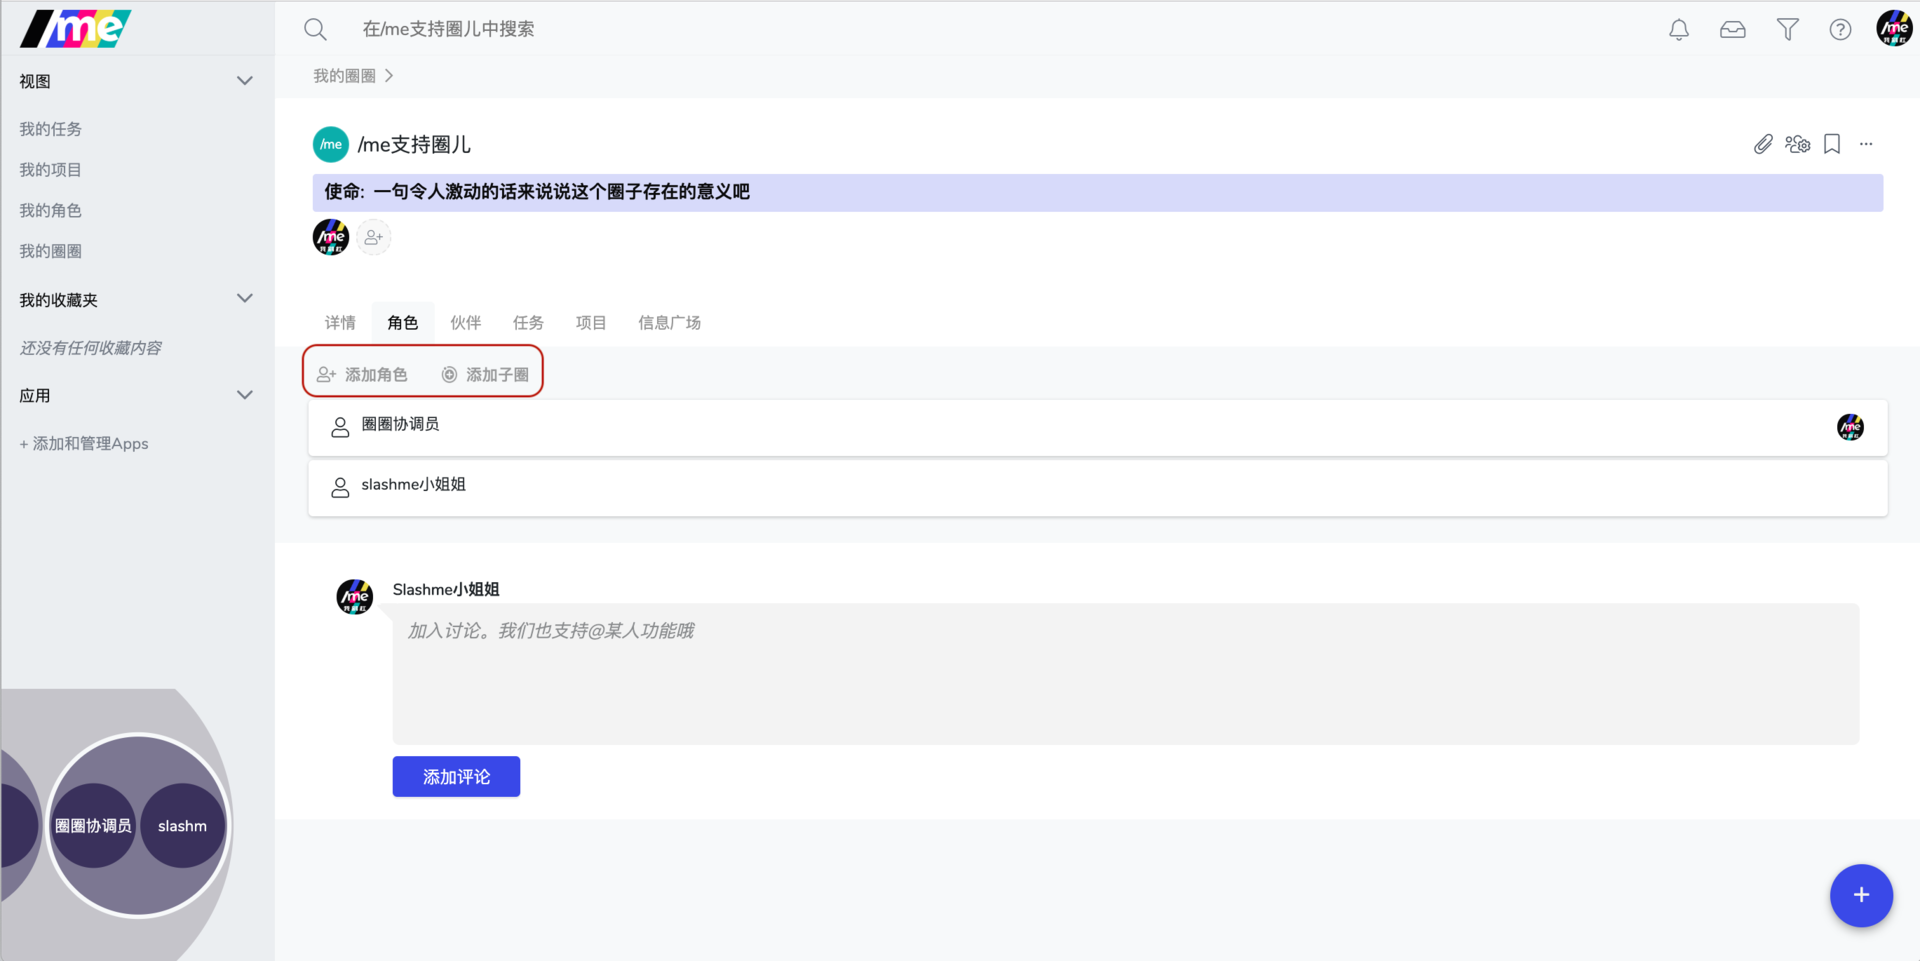 /me
在/me支持圈儿中搜索
/me
视图
我的任务
我的项目
我的角色
我的圈圈
我的收藏夹
还没有任何收藏内容
应用
+ 添加和管理Apps
圈圈协调员
slashm
我的圈圈
/me
/me支持圈儿
使命: 一句令人激动的话来说说这个圈子存在的意义吧
/me
详情 角色 伙伴 任务 项目 信息广场
添加角色 添加子圈
圈圈协调员
/me
slashme小姐姐
/me
Slashme小姐姐
加入讨论。我们也支持@某人功能哦
添加评论